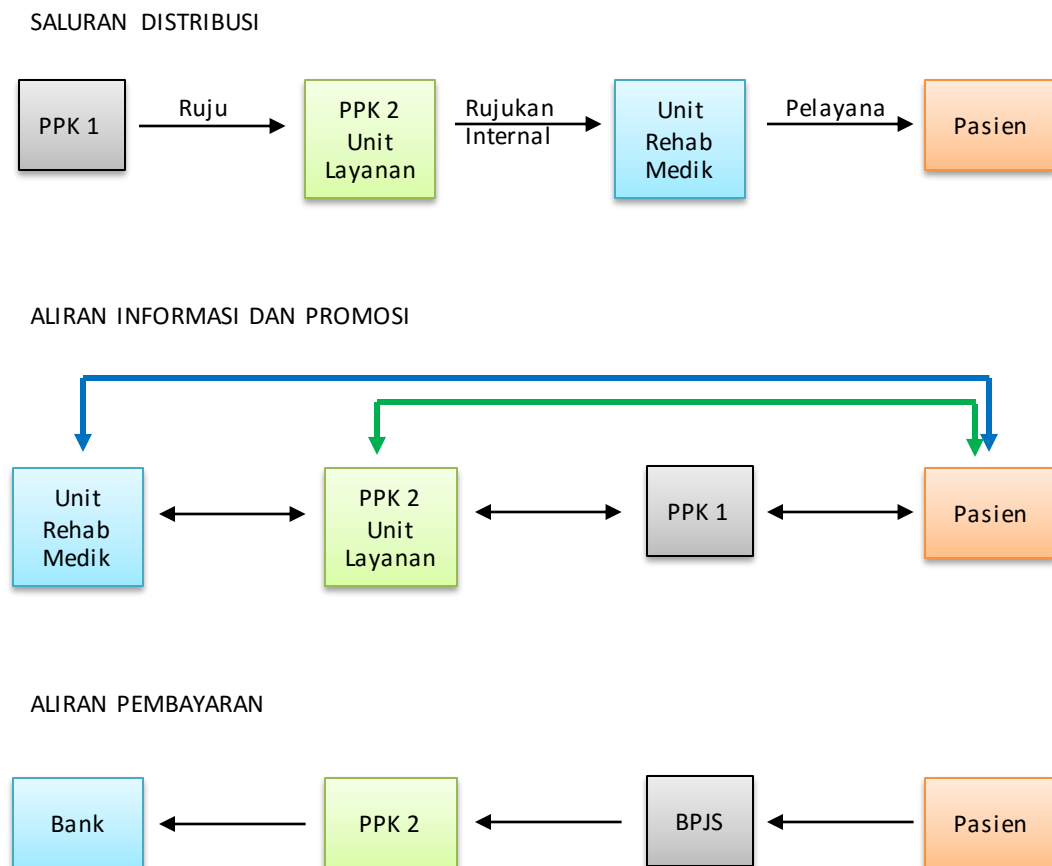 SALURAN DISTRIBUSI
PPK 1
Ruju
PPK 2
Unit
Layanan
Rujukan
Internal
Unit
Rehab
Medik
Pelayana
Pasien
ALIRAN INFORMASI DAN PROMOSI
Unit
Rehab
Medik
PPK 2
Unit
Layanan
PPK 1
Pasien
ALIRAN PEMBAYARAN
Bank
PPK 2
BPJS
Pasien